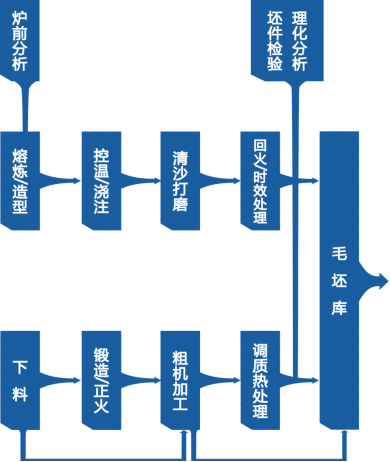 炉前分析
理化分析
坯件检验
熔炼/造型
控温/浇注
清沙打磨
回火时效处理
毛坯库
下料
锻造/正火
粗机加工
调质热处理